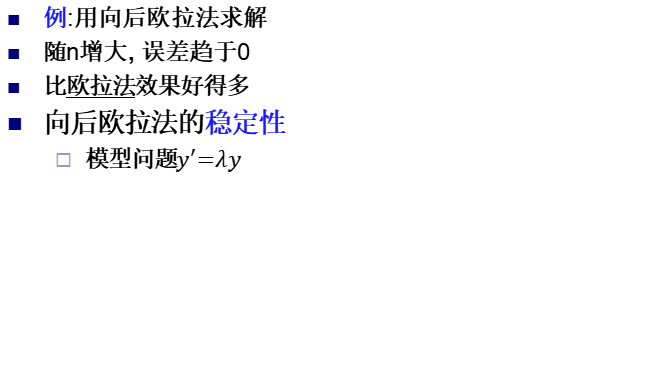 例:用向后欧拉法求解
随n增大, 误差趋于0
比欧拉法效果好得多
向后欧拉法的稳定性
模型问题y′=λy